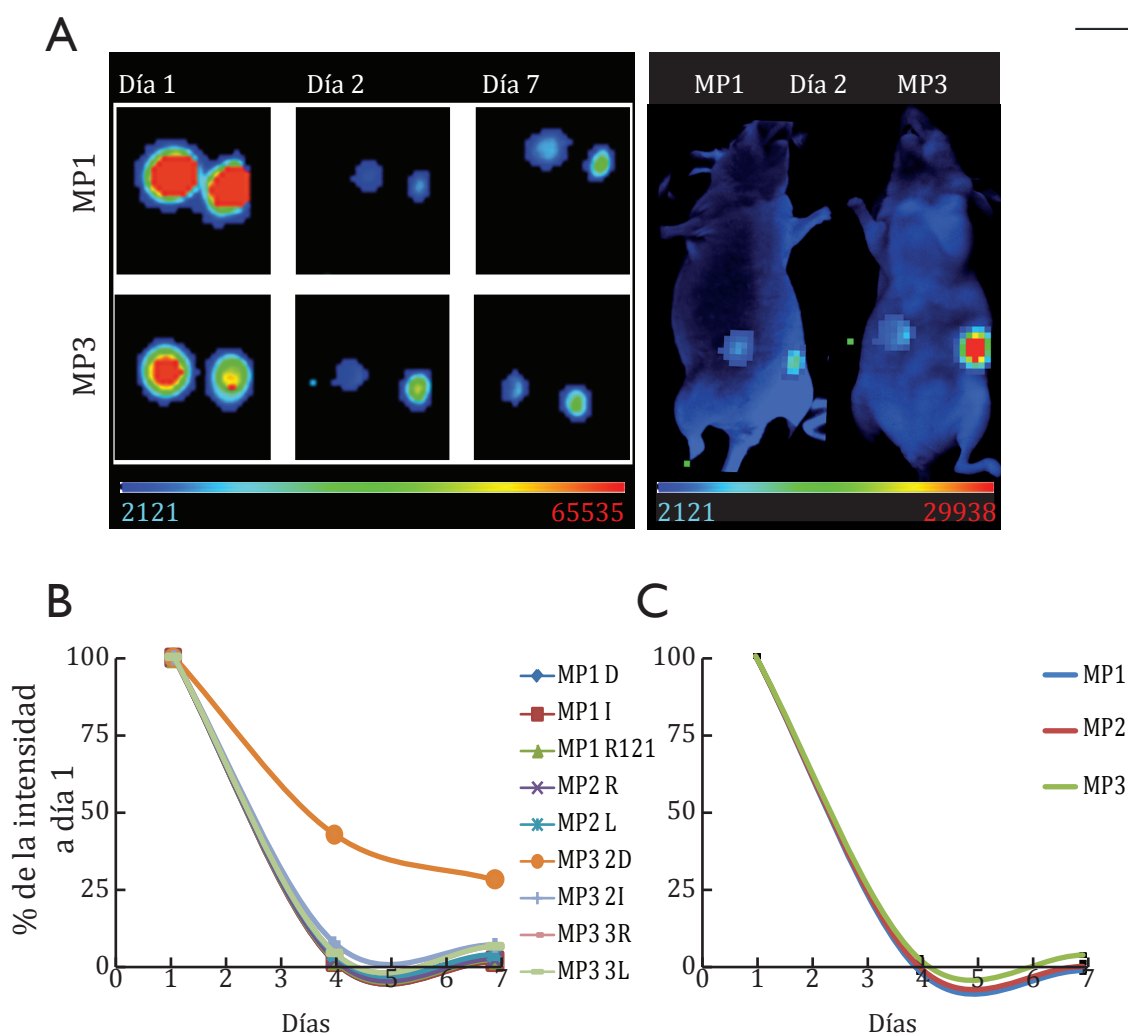 A
Día 1 Día 2 Día 7
MP1
MP3
2121 65535
MP1 Día 2 MP3
2121 29938
B
% de la intensidad
a día 1
100
75
50
25
0
0 1 2 3 4 5 6 7
Días
MP1 D
MP1 I
MP1 R121
MP2 R
MP2 L
MP3 2D
MP3 2I
MP3 3R
MP3 3L
C
100
75
50
25
0
0 1 2 3 4 5 6 7
Días
MP1
MP2
MP3